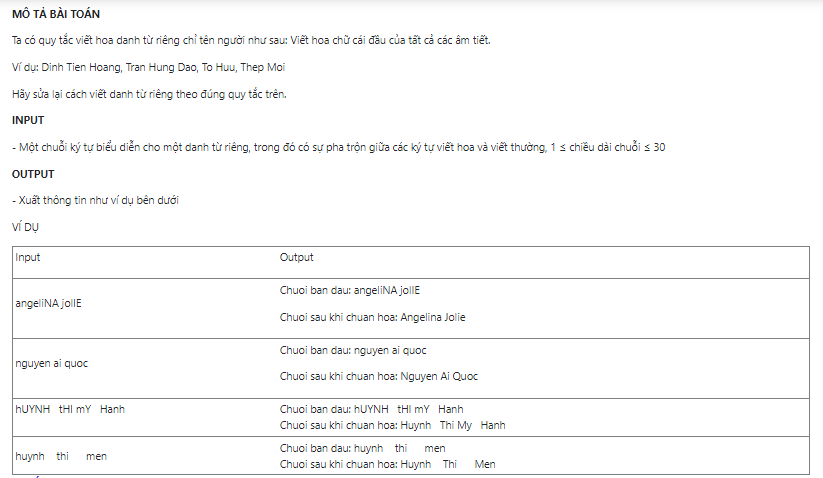 MÔ TẢ BÀI TOÁN
Ta có quy tắc viết hoa danh từ riêng chỉ tên người như sau: Viết hoa chữ cái đầu của tất cả các âm tiết.
Ví dụ: Dinh Tien Hoang, Tran Hung Dao, To Huu, Thep Moi
Hãy sửa lại cách viết danh từ riêng theo đúng quy tắc trên.
INPUT
- Một chuỗi ký tự biểu diễn cho một danh từ riêng, trong đó có sự pha trộn giữa các ký tự viết hoa và viết thường, 1 ≤ chiều dài chuỗi ≤ 30
OUTPUT
- Xuất thông tin như ví dụ bên dưới
VÍ DỤ
Input Output
angeliNA jolIE
Chuoi ban dau: angeliNA jolIE
Chuoi sau khi chuan hoa: Angelina Jolie
nguyen ai quoc
Chuoi ban dau: nguyen ai quoc
Chuoi sau khi chuan hoa: Nguyen Ai Quoc
hUYNH   tHI mY   Hanh
Chuoi ban dau: hUYNH   tHI mY   Hanh
Chuoi sau khi chuan hoa: Huynh   Thi My   Hanh
huynh    thi      men
Chuoi ban dau: huynh    thi      men
Chuoi sau khi chuan hoa: Huynh    Thi      Men